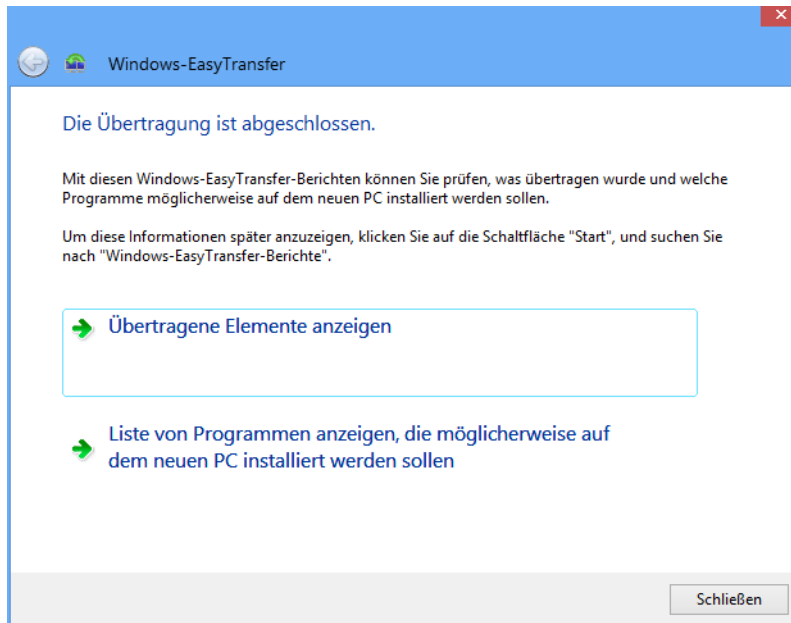 Windows-EasyTransfer
Die Übertragung ist abgeschlossen.
Mit diesen Windows-EasyTransfer-Berichten können Sie prüfen, was übertragen wurde und welche
Programme möglicherweise auf dem neuen PC installiert werden sollen.
Um diese Informationen später anzuzeigen, klicken Sie auf die Schaltfläche "Start", und suchen Sie
nach "Windows-EasyTransfer-Berichte".
Übertragene Elemente anzeigen
Liste von Programmen anzeigen, die möglicherweise auf
dem neuen PC installiert werden sollen
Schließen